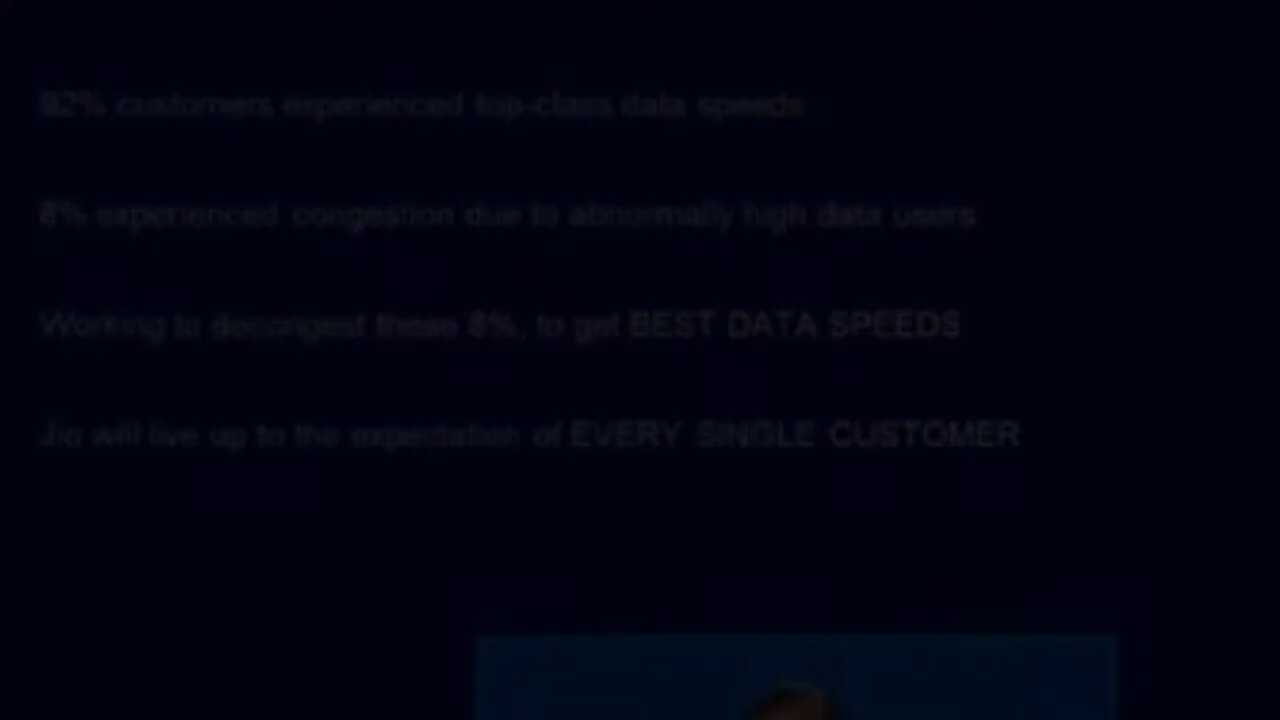 92% customers experienced top-class data speeds
8% experienced congestion due to abnormally high data users
Working to decongest these 8%, to get BEST DATA SPEEDS
Jio will live up to the expectation of EVERY SINGLE CUSTOMER